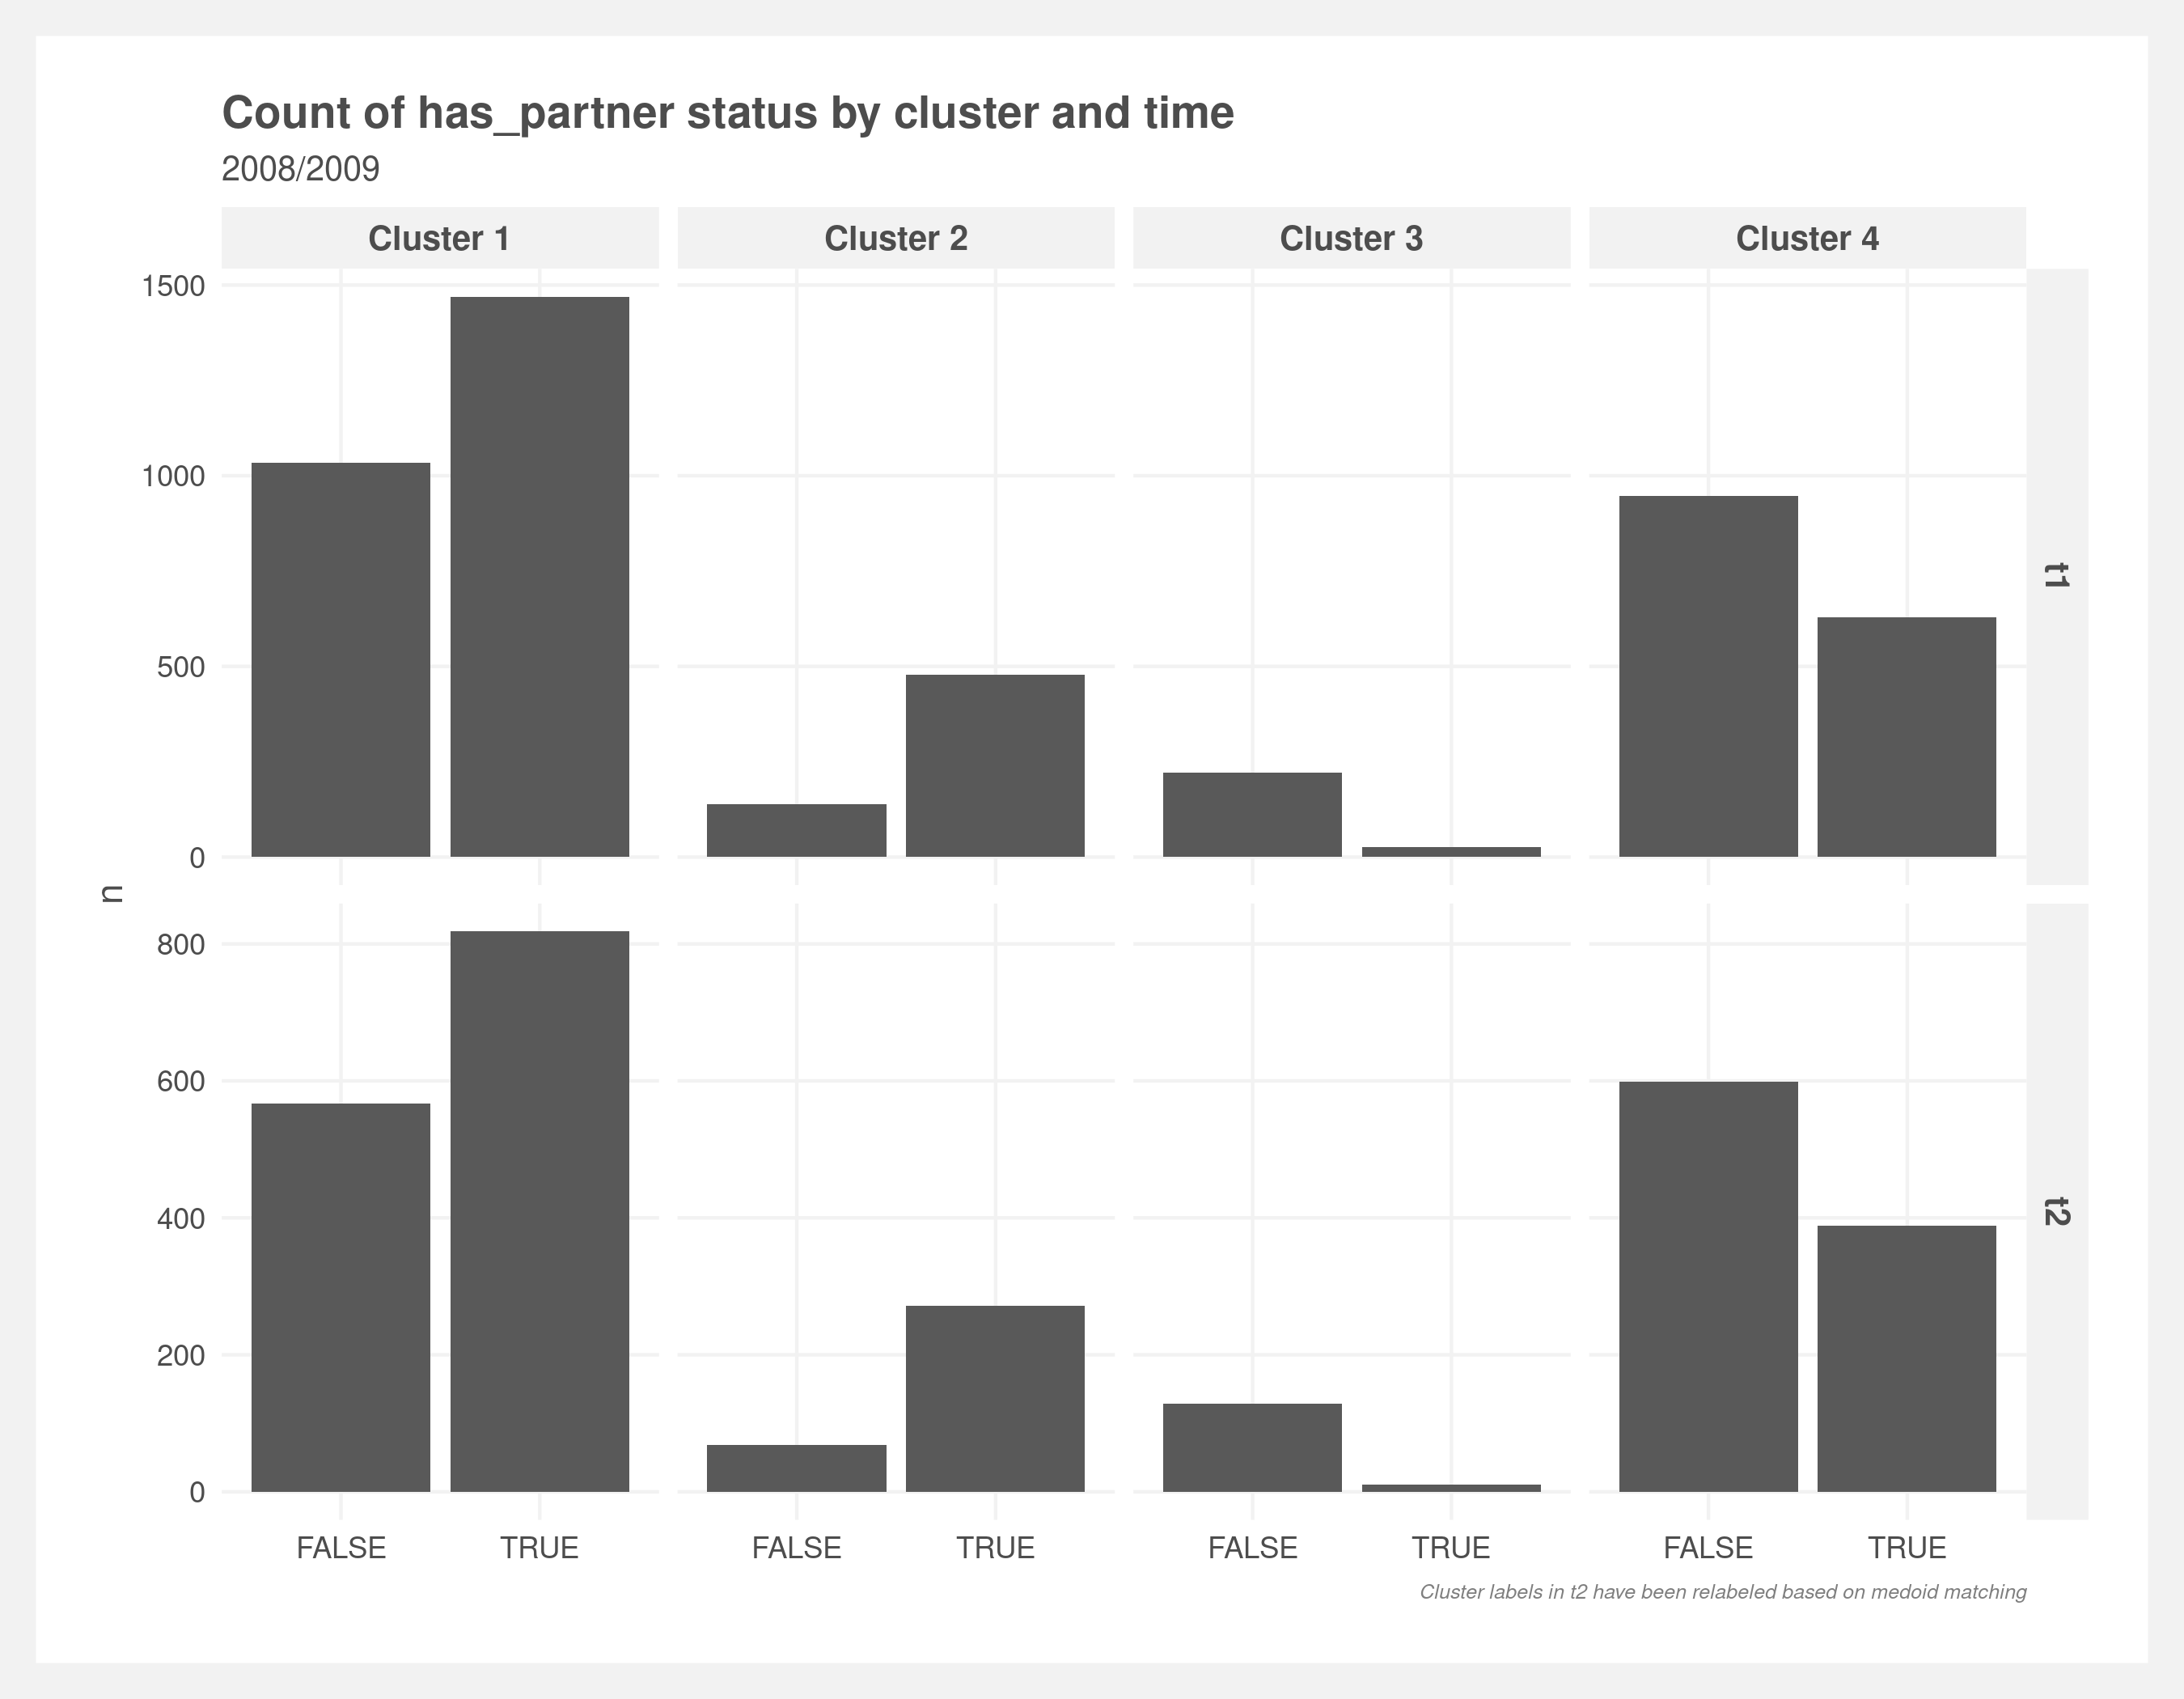 Count of has_partner status by cluster and time
2008/2009
Cluster 1
Cluster 2
Cluster 3
Cluster 4
1500
1000
500
0
t1
n
800
600
400
200
0
t2
FALSE
TRUE
FALSE
TRUE
FALSE
TRUE
FALSE
TRUE
Cluster labels in t2 have been relabeled based on medoid matching